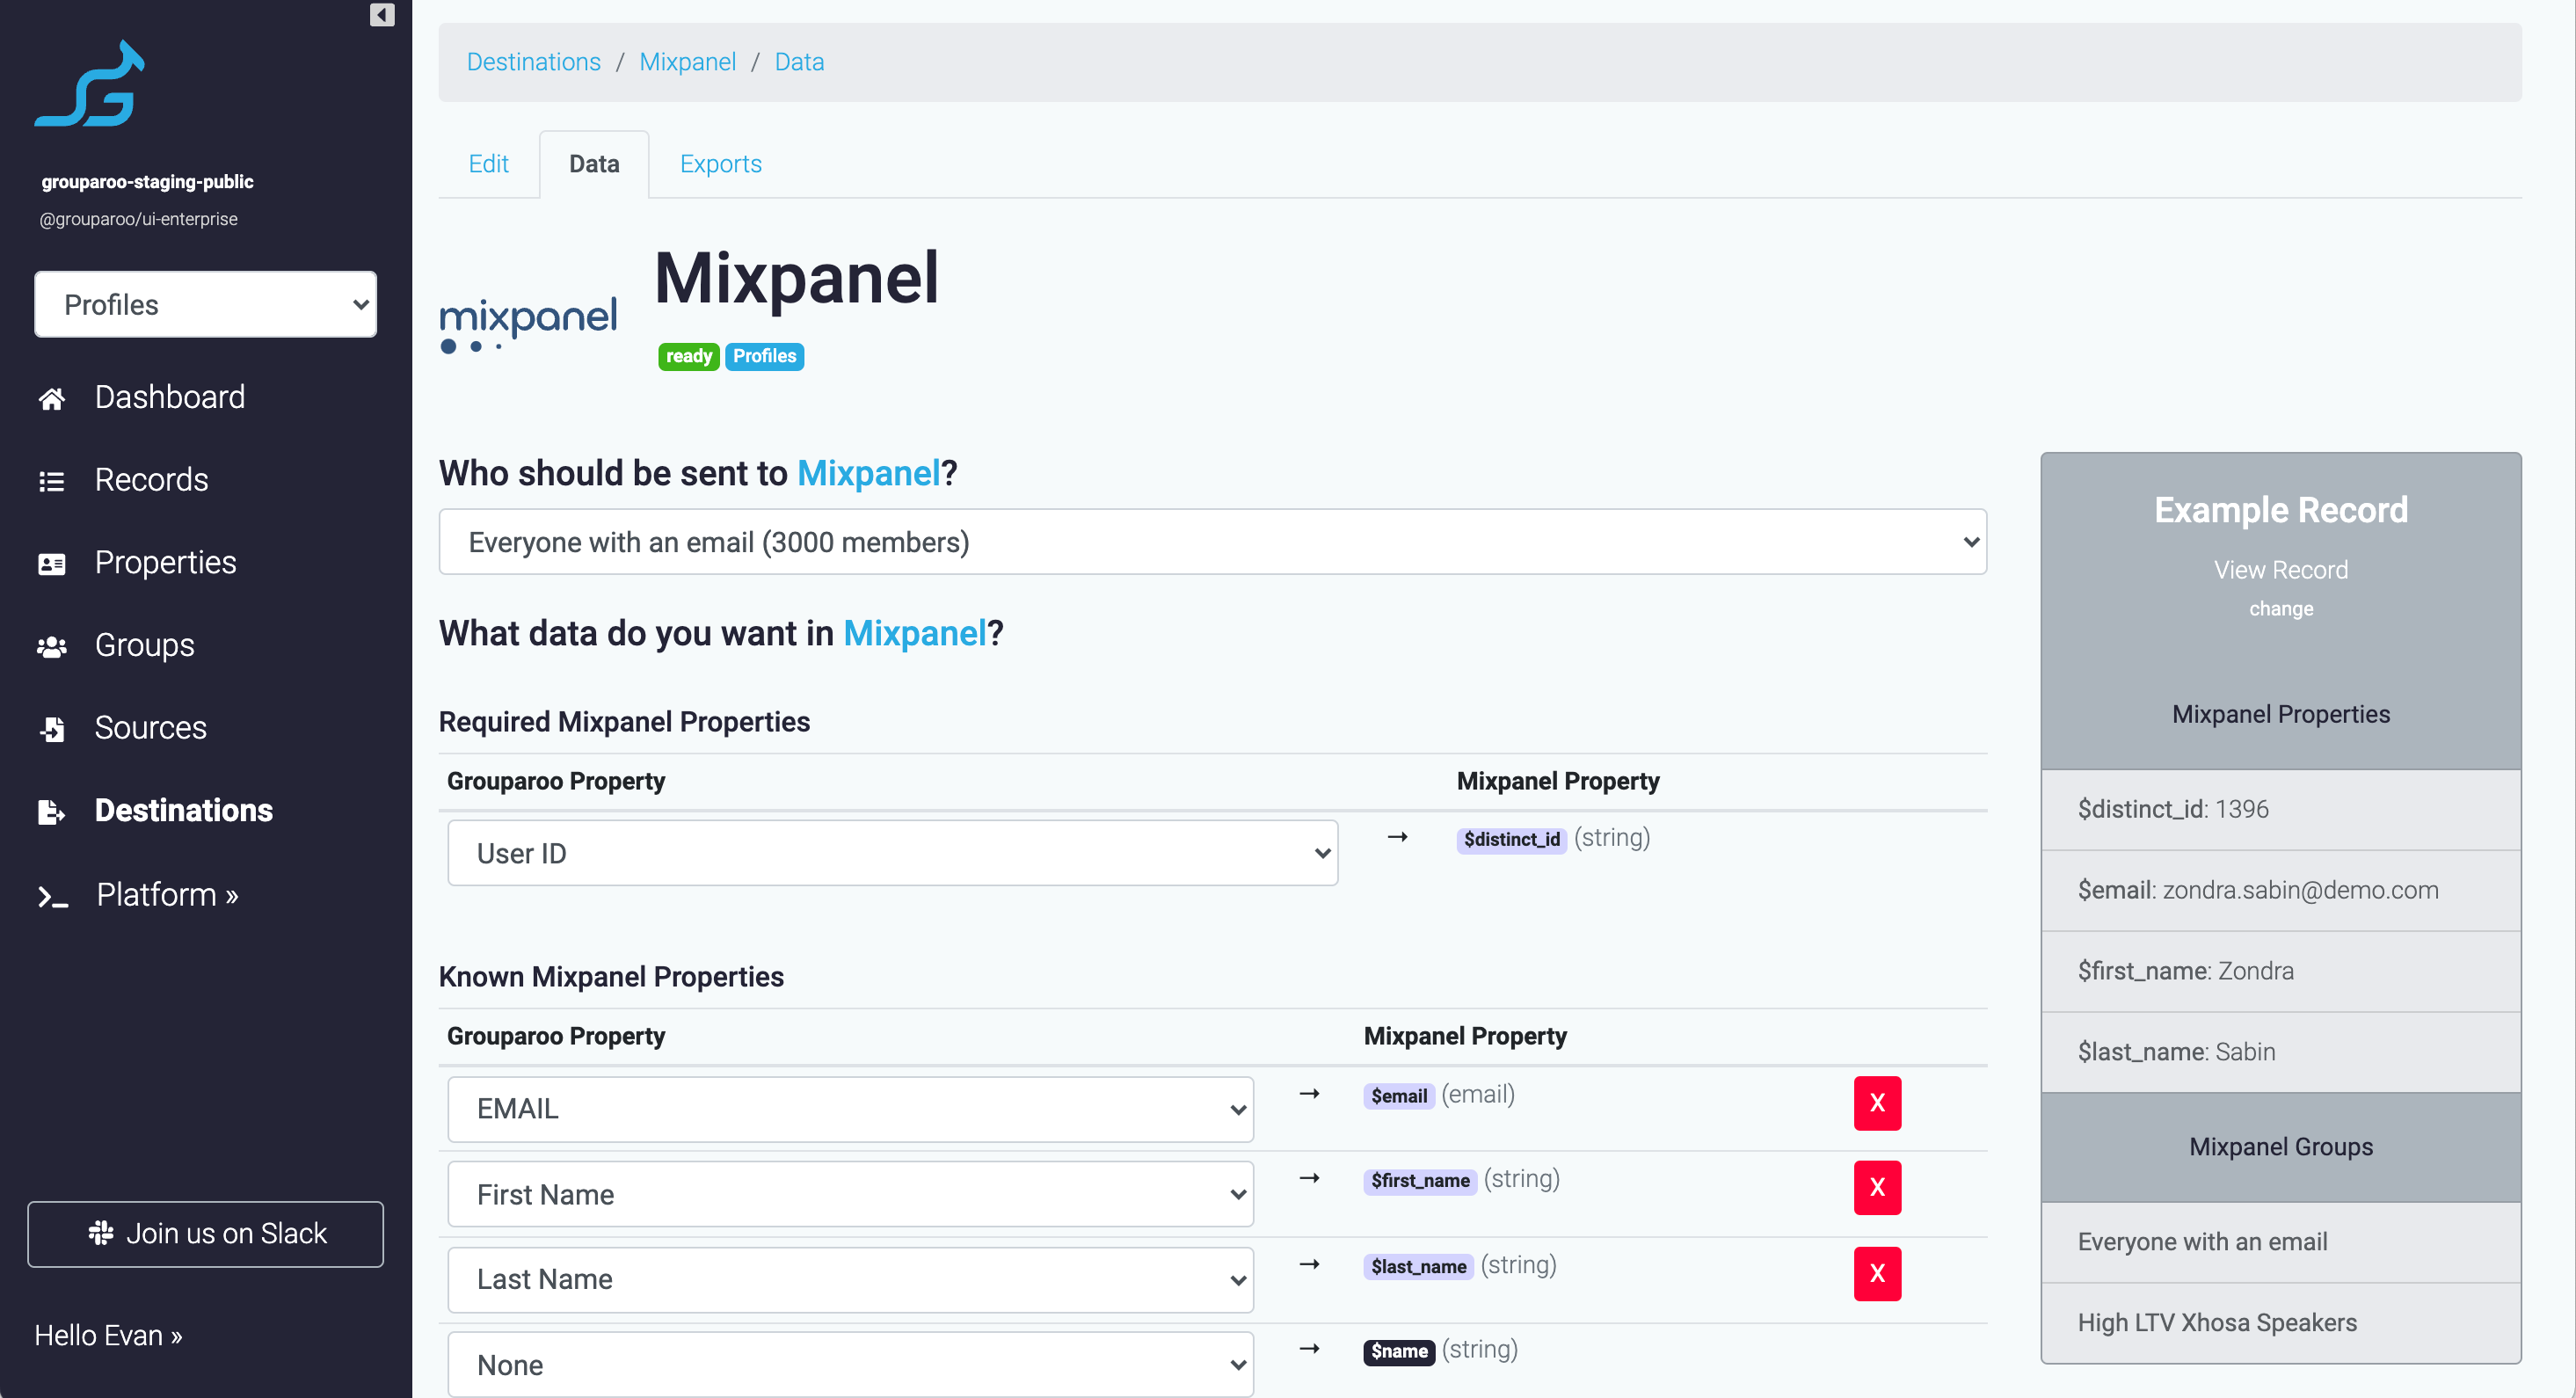 grouparoo-staging-public
@grouparoo/ui-enterprise
Profiles
Dashboard
Records
Properties
Groups
Sources
Destinations
Platform »
Join us on Slack
Hello Evan »
Destinations / Mixpanel / Data
Edit Data Exports
mixpanel
Mixpanel
ready Profiles
Who should be sent to Mixpanel?
Everyone with an email (3000 members)
What data do you want in Mixpanel?
Required Mixpanel Properties
Grouparoo Property Mixpanel Property
User ID → $distinct_id (string)
Known Mixpanel Properties
Grouparoo Property Mixpanel Property
EMAIL → $email (email) X
First Name → $first_name (string) X
Last Name → $last_name (string) X
None → $name (string)
Example Record
View Record
change
Mixpanel Properties
$distinct_id: 1396
$email: zondra.sabin@demo.com
$first_name: Zondra
$last_name: Sabin
Mixpanel Groups
Everyone with an email
High LTV Xhosa Speakers